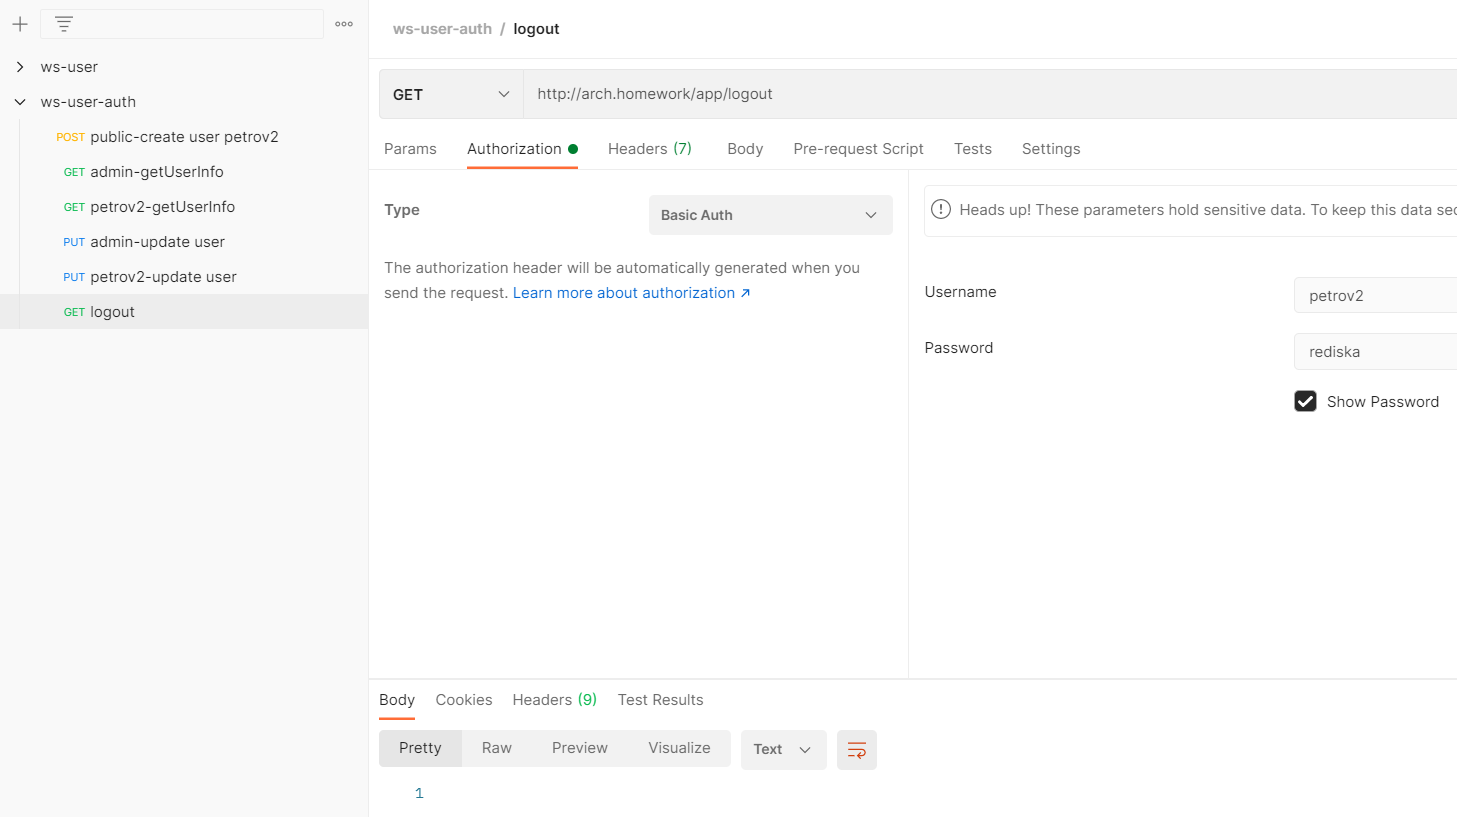 ws-user
ws-user-auth
POST public-create user petrov2
GET admin-getUserInfo
GET petrov2-getUserInfo
PUT admin-update user
PUT petrov2-update user
GET logout
ws-user-auth / logout
GET http://arch.homework/app/logout
Params Authorization Headers (7) Body Pre-request Script Tests Settings
Type Basic Auth
The authorization header will be automatically generated when you
send the request. Learn more about authorization ↗
Heads up! These parameters hold sensitive data. To keep this data sec
Username petrov2
Password rediska
Show Password
Body Cookies Headers (9) Test Results
Pretty Raw Preview Visualize Text
1